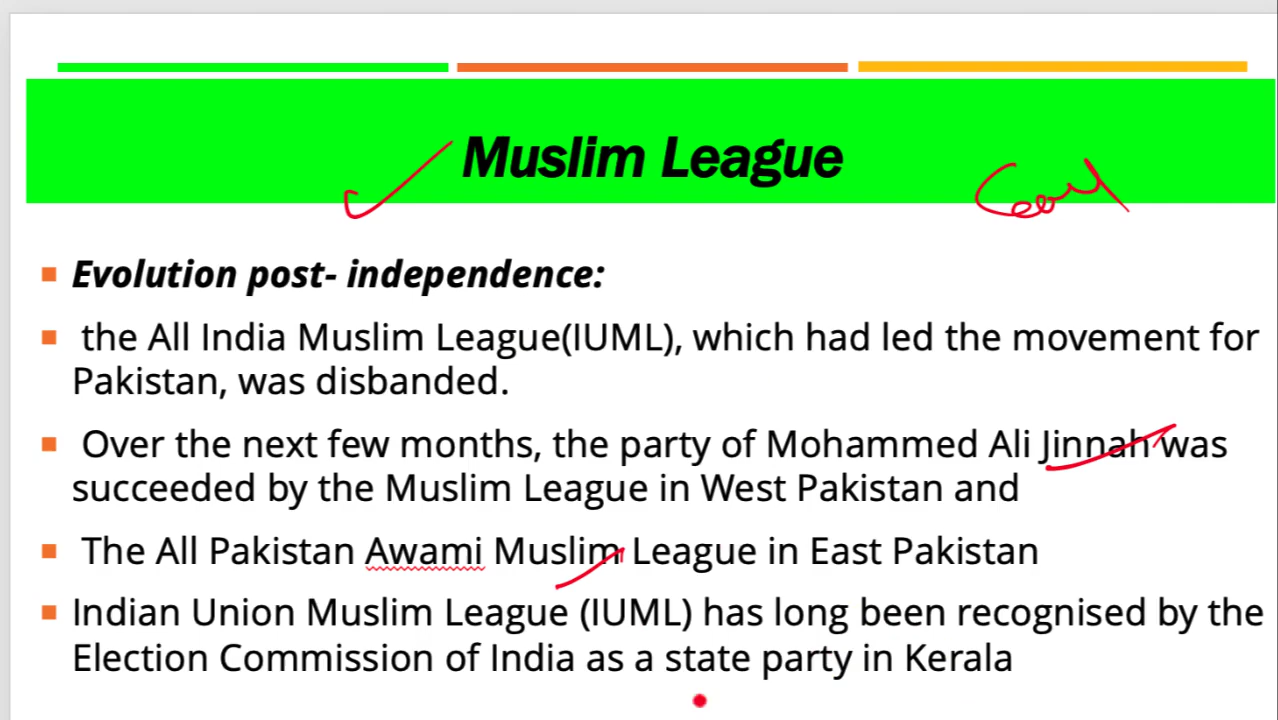 Muslim League
Evolution post- independence:
the All India Muslim League(IUML), which had led the movement for
Pakistan, was disbanded.
Over the next few months, the party of Mohammed Ali Jinnah was
succeeded by the Muslim League in West Pakistan and
The All Pakistan Awami Muslim League in East Pakistan
Indian Union Muslim League (IUML) has long been recognised by the
Election Commission of India as a state party in Kerala